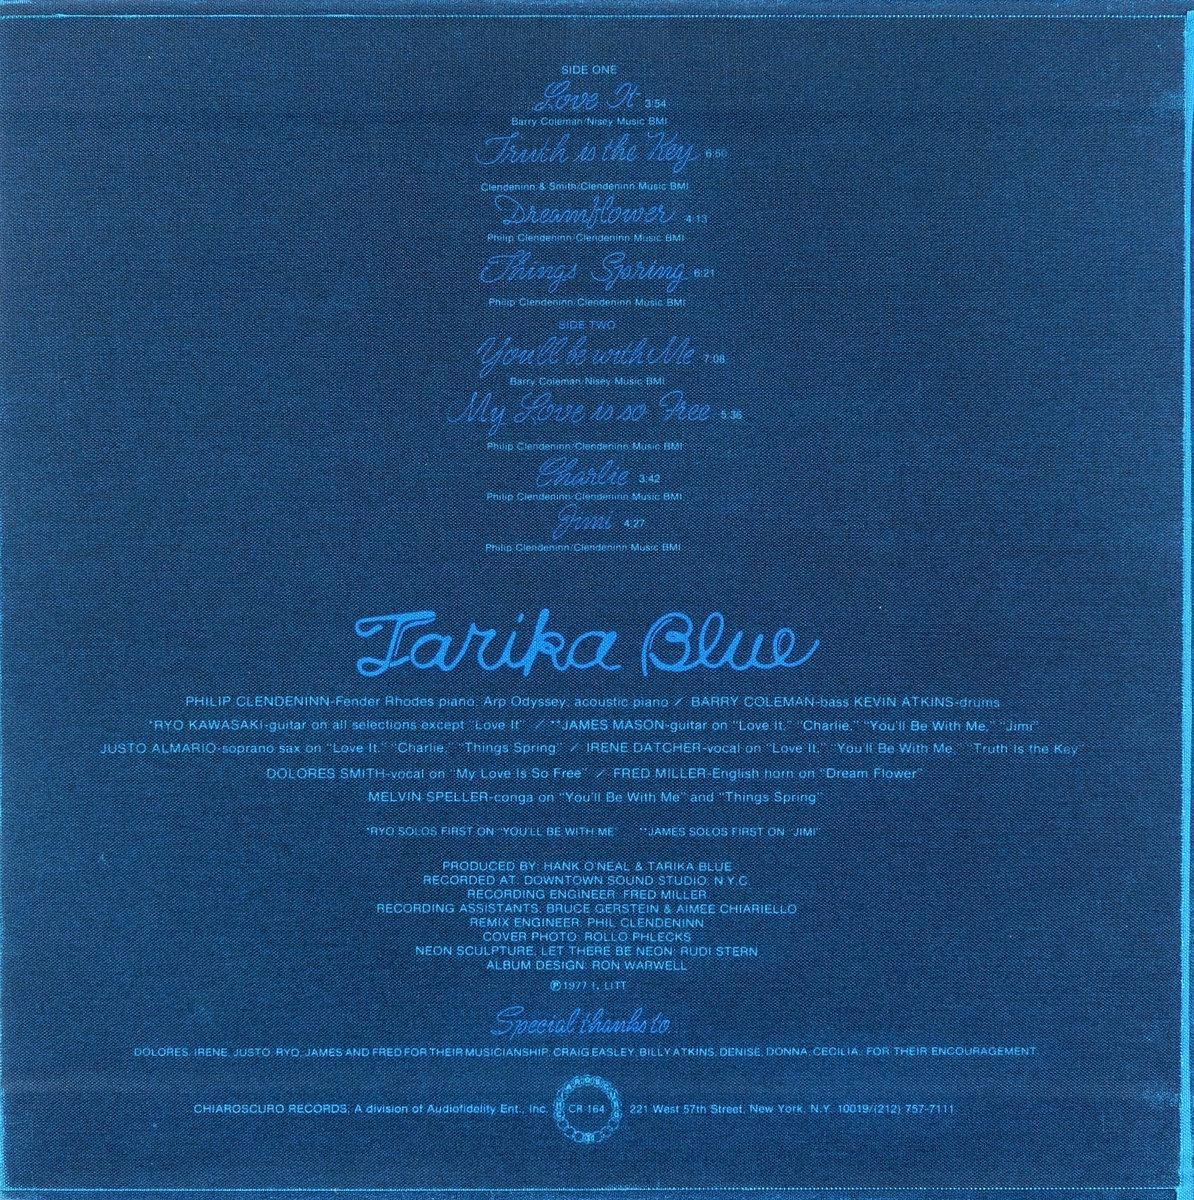 SIDE ONE
Love It 3:54
Barry Coleman/Nisey Music BMI
Truth is the Key 6:50
Clendeninn & Smith/Clendeninn Music BMI
Dreamflower 4:13
Philip Clendeninn/Clendeninn Music BMI
Things Spring 6:21
Philip Clendeninn/Clendeninn Music BMI
SIDE TWO
You'll be with Me 7:08
Barry Coleman/Nisey Music BMI
My Love is so Free 5:36
Philip Clendeninn/Clendeninn Music BMI
Charlie 3:42
Philip Clendeninn/Clendeninn Music BMI
Jimi 4:27
Philip Clendeninn/Clendeninn Music BMI
Tarika Blue
PHILIP CLENDENINN-Fender Rhodes piano, Arp Odyssey, acoustic piano / BARRY COLEMAN-bass KEVIN ATKINS-drums
*RYO KAWASAKI-guitar on all selections except "Love It" / **JAMES MASON-guitar on "Love It," "Charlie," "You'll Be With Me," "Jimi"
JUSTO ALMARIO-soprano sax on "Love It," "Charlie," "Things Spring" / IRENE DATCHER-vocal on "Love It," "You'll Be With Me," "Truth Is the Key"
DOLORES SMITH-vocal on "My Love Is So Free" / FRED MILLER-English horn on "Dream Flower"
MELVIN SPELLER-conga on "You'll Be With Me" and "Things Spring"
*RYO SOLOS FIRST ON "YOU'LL BE WITH ME" **JAMES SOLOS FIRST ON "JIMI"
PRODUCED BY: HANK O'NEAL & TARIKA BLUE
RECORDED AT: DOWNTOWN SOUND STUDIO, N.Y.C.
RECORDING ENGINEER: FRED MILLER
RECORDING ASSISTANTS: BRUCE GERSTEIN & AIMEE CHIARIELLO
REMIX ENGINEER: PHIL CLENDENINN
COVER PHOTO: ROLLO PHLECKS
NEON SCULPTURE, LET THERE BE NEON: RUDI STERN
ALBUM DESIGN: RON WARWELL
℗1977 I. LITT
Special thanks to
DOLORES, IRENE, JUSTO, RYO, JAMES AND FRED FOR THEIR MUSICIANSHIP; CRAIG EASLEY, BILLY ATKINS, DENISE, DONNA, CECILIA, FOR THEIR ENCOURAGEMENT
CHIAROSCURO RECORDS, A division of Audiofidelity Ent., Inc. CR 164 221 West 57th Street, New York, N.Y. 10019/(212) 757-7111